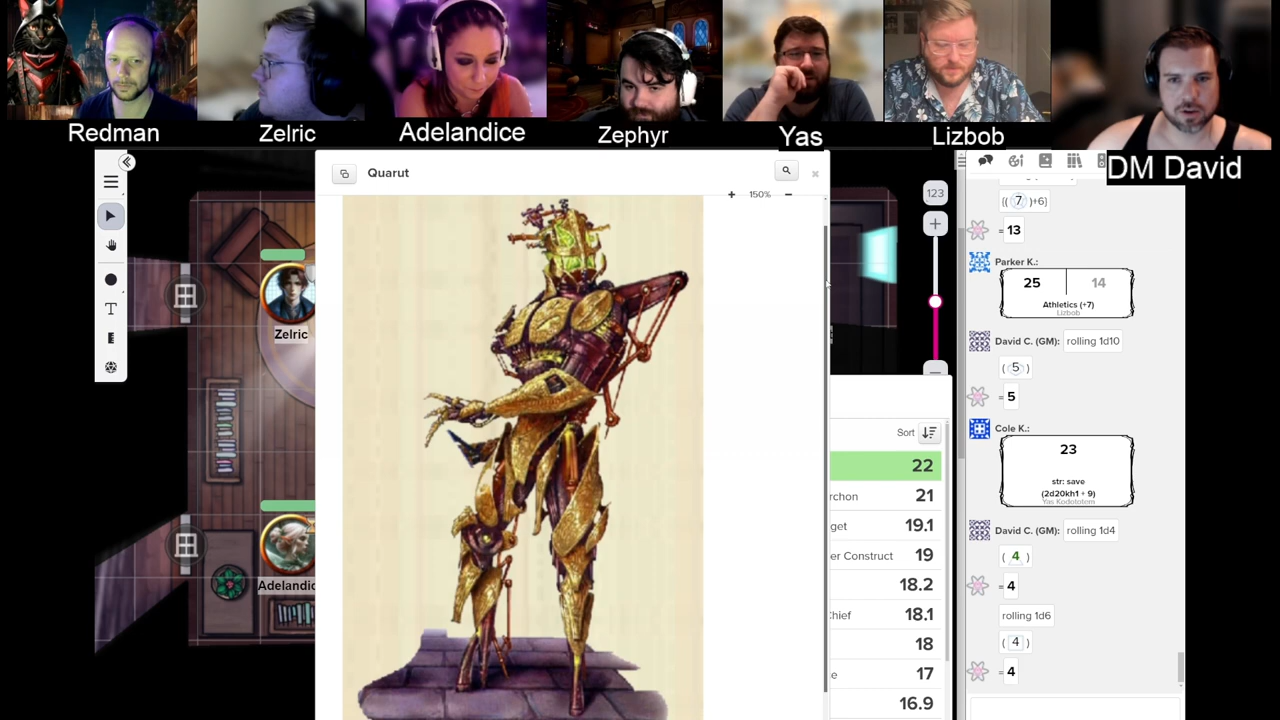 Redman
Zelric
Adelandice
Zephyr
Yas
Lizbob
DM David
Quarut
150%
123
T
Zelric
Adelandic
Sort
22
rchon 21
get 19.1
er Construct 19
18.2
Chief 18.1
18
e 17
16.9
(( 7 )+6)
= 13
Parker K.:
25 14
Athletics (+7)
Lizbob
David C. (GM): rolling 1d10
( 5 )
= 5
Cole K.:
23
str: save
(2d20kh1 + 9)
Yas Kodototem
David C. (GM): rolling 1d4
( 4 )
= 4
rolling 1d6
( 4 )
= 4